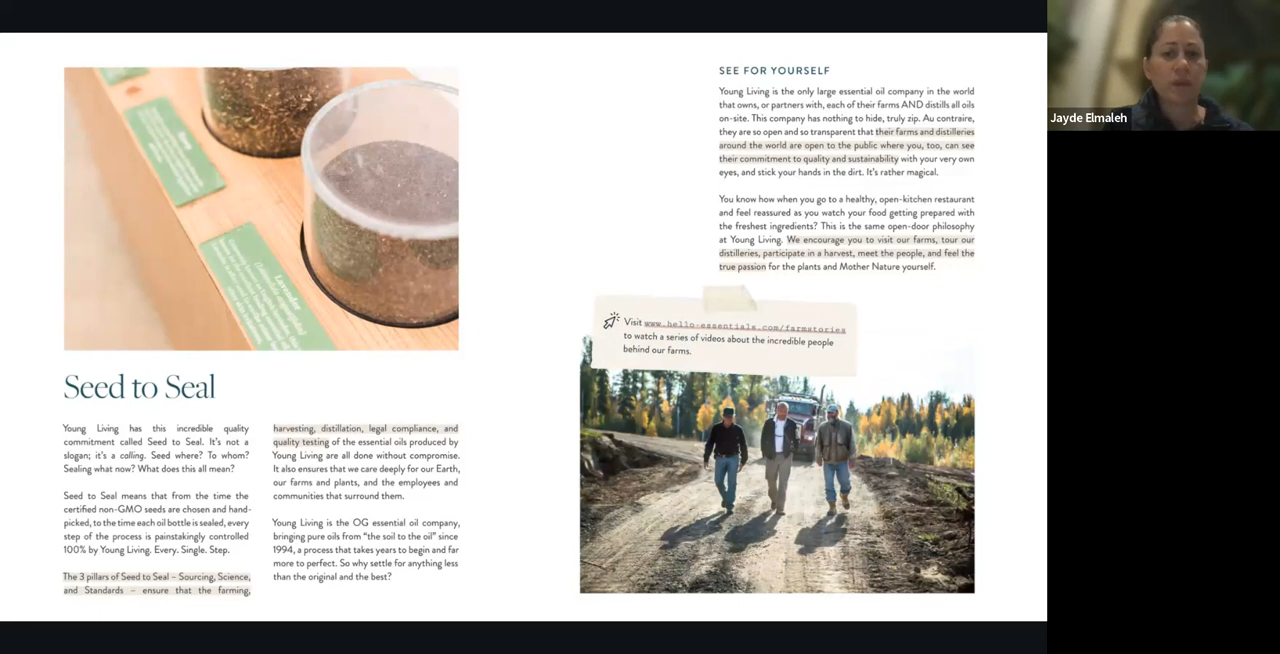 Lavender
Seed to Seal
Young Living has this incredible quality
commitment called Seed to Seal. It's not a
slogan; it's a calling. Seed where? To whom?
Sealing what now? What does this all mean?
Seed to Seal means that from the time the
certified non-GMO seeds are chosen and hand-
picked, to the time each oil bottle is sealed, every
step of the process is painstakingly controlled
100% by Young Living. Every. Single. Step.
The 3 pillars of Seed to Seal – Sourcing, Science,
and Standards – ensure that the farming,
harvesting, distillation, legal compliance, and
quality testing of the essential oils produced by
Young Living are all done without compromise.
It also ensures that we care deeply for our Earth,
our farms and plants, and the employees and
communities that surround them.
Young Living is the OG essential oil company,
bringing pure oils from “the soil to the oil” since
1994, a process that takes years to begin and far
more to perfect. So why settle for anything less
than the original and the best?
SEE FOR YOURSELF
Young Living is the only large essential oil company in the world
that owns, or partners with, each of their farms AND distills all oils
on-site. This company has nothing to hide, truly zip. Au contraire,
they are so open and so transparent that their farms and distilleries
around the world are open to the public where you, too, can see
their commitment to quality and sustainability with your very own
eyes, and stick your hands in the dirt. It's rather magical.
You know how when you go to a healthy, open-kitchen restaurant
and feel reassured as you watch your food getting prepared with
the freshest ingredients? This is the same open-door philosophy
at Young Living. We encourage you to visit our farms, tour our
distilleries, participate in a harvest, meet the people, and feel the
true passion for the plants and Mother Nature yourself.
Visit www.hello-essentials.com/farmstories
to watch a series of videos about the incredible people
behind our farms.
Jayde Elmaleh